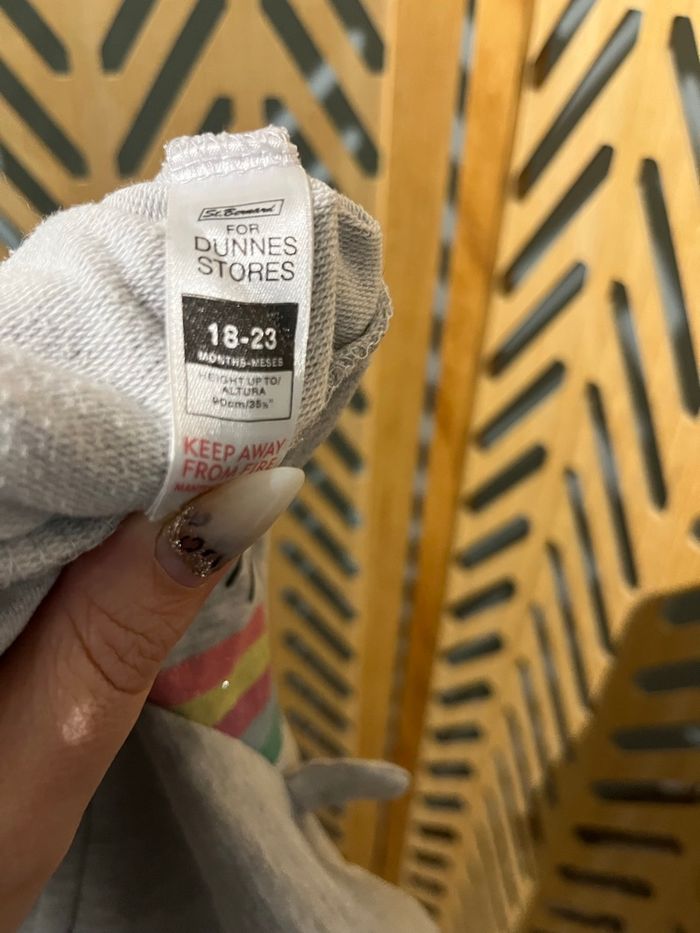 St. Bernard
FOR
DUNNES
STORES
18-23
MONTHS-MESES
HEIGHT UP TO/
ALTURA
90cm/35½"
KEEP AWAY
FROM FIRE